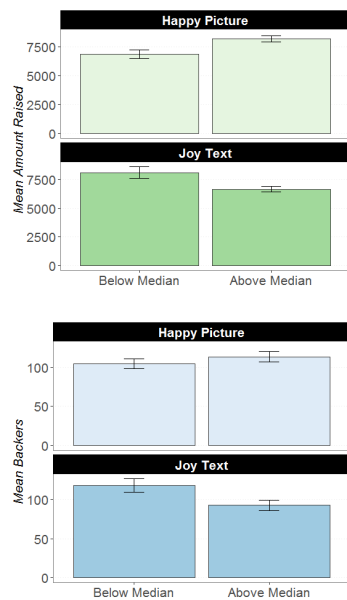 Happy Picture
7500
5000
2500
0
Joy Text
7500
5000
2500
0
Mean Amount Raised
Below Median
Above Median
Happy Picture
100
50
0
Joy Text
100
50
0
Mean Backers
Below Median
Above Median